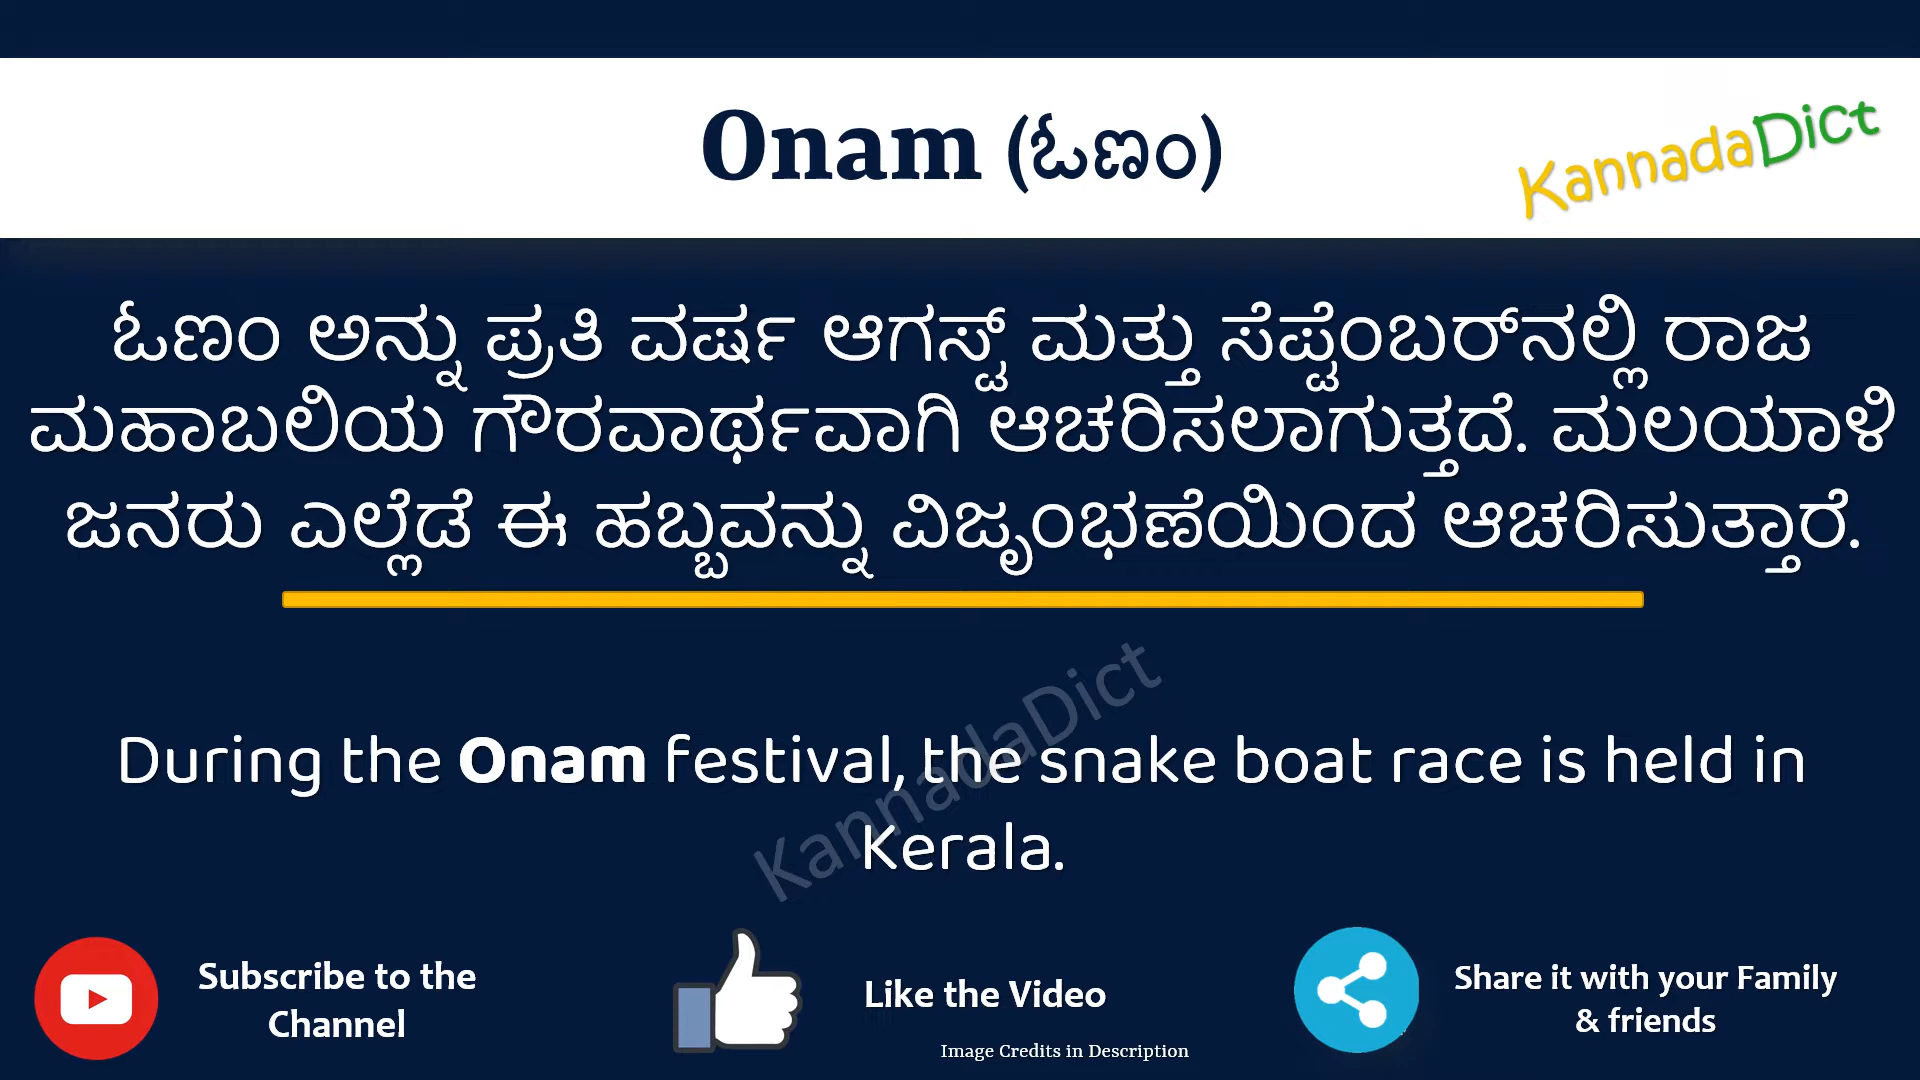 Onam (ಓಣಂ)
KannadaDict
ಓಣಂ ಅನ್ನು ಪ್ರತಿ ವರ್ಷ ಆಗಸ್ಟ್ ಮತ್ತು ಸೆಪ್ಟೆಂಬರ್‌ನಲ್ಲಿ ರಾಜ
ಮಹಾಬಲಿಯ ಗೌರವಾರ್ಥವಾಗಿ ಆಚರಿಸಲಾಗುತ್ತದೆ. ಮಲಯಾಳಿ
ಜನರು ಎಲ್ಲೆಡೆ ಈ ಹಬ್ಬವನ್ನು ವಿಜೃಂಭಣೆಯಿಂದ ಆಚರಿಸುತ್ತಾರೆ.
During the Onam festival, the snake boat race is held in
Kerala.
KannadaDict
Subscribe to the
Channel
Like the Video
Share it with your Family
& friends
Image Credits in Description